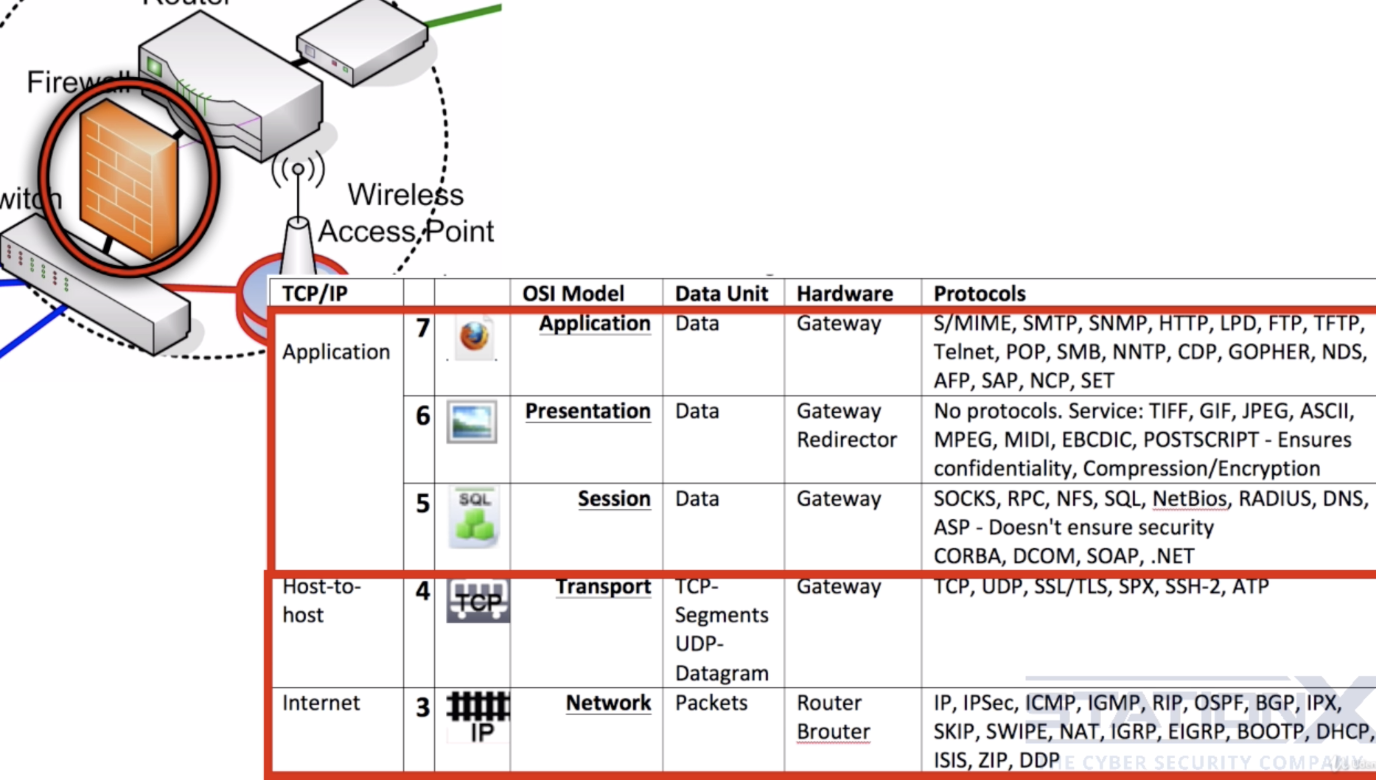 Router
Firewall
witch
Wireless
Access Point
TCP/IP OSI Model Data Unit Hardware Protocols
Application 7 Application Data Gateway S/MIME, SMTP, SNMP, HTTP, LPD, FTP, TFTP,
Telnet, POP, SMB, NNTP, CDP, GOPHER, NDS,
AFP, SAP, NCP, SET
6 Presentation Data Gateway
Redirector
No protocols. Service: TIFF, GIF, JPEG, ASCII,
MPEG, MIDI, EBCDIC, POSTSCRIPT - Ensures
confidentiality, Compression/Encryption
5 SQL Session Data Gateway SOCKS, RPC, NFS, SQL, NetBios, RADIUS, DNS,
ASP - Doesn't ensure security
CORBA, DCOM, SOAP, .NET
Host-to-
host
4 TCP Transport TCP-
Segments
UDP-
Datagram
Gateway TCP, UDP, SSL/TLS, SPX, SSH-2, ATP
Internet 3 IP Network Packets Router
Brouter
IP, IPSec, ICMP, IGMP, RIP, OSPF, BGP, IPX,
SKIP, SWIPE, NAT, IGRP, EIGRP, BOOTP, DHCP,
ISIS, ZIP, DDP
STATIONX
THE CYBER SECURITY COMPANY